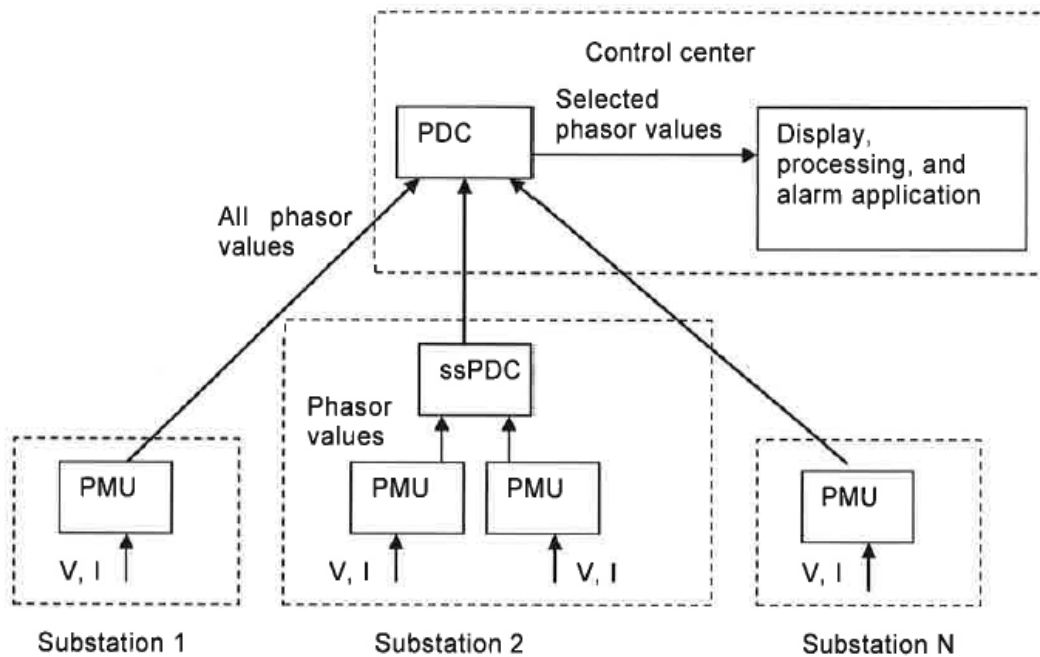 Control center
PDC
Selected
phasor values
Display,
processing, and
alarm application
All phasor
values
ssPDC
Phasor
values
PMU
PMU
PMU
PMU
V, I
V, I
V, I
V, I
Substation 1
Substation 2
Substation N